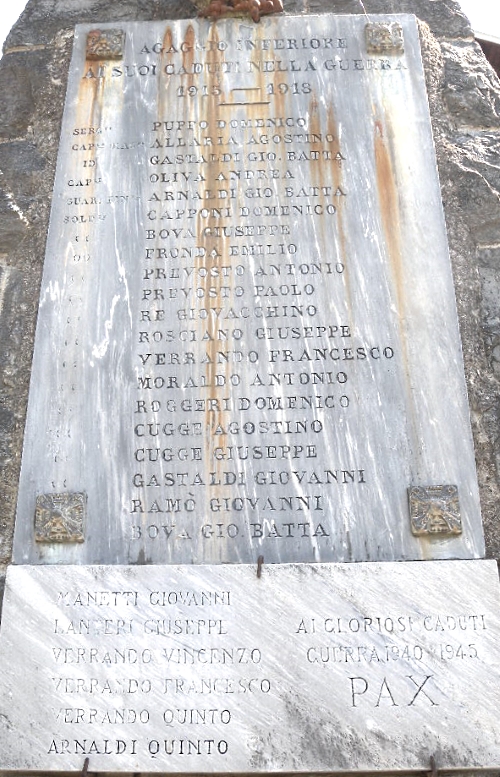 AGAGGIO INFERIORE
AI SUOI CADUTI NELLA GUERRA
1915 — 1918
PUPPO DOMENICO
ALLARIA AGOSTINO
GASTALDI GIO. BATTA
OLIVA ANDREA
ARNALDI GIO. BATTA
CAPPONI DOMENICO
BOVA GIUSEPPE
FRONDA EMILIO
PREVOSTO ANTONIO
PREVOSTO PAOLO
RE GIOVACCHINO
ROSCIANO GIUSEPPE
VERRANDO FRANCESCO
MORALDO ANTONIO
ROGGERI DOMENICO
CUGGE AGOSTINO
CUGGE GIUSEPPE
GASTALDI GIOVANNI
RAMÒ GIOVANNI
BOVA GIO. BATTA
MANETTI GIOVANNI
LANTERI GIUSEPPE
VERRANDO VINCENZO
VERRANDO FRANCESCO
VERRANDO QUINTO
ARNALDI QUINTO
AI GLORIOSI CADUTI
GUERRA 1940-1945
PAX